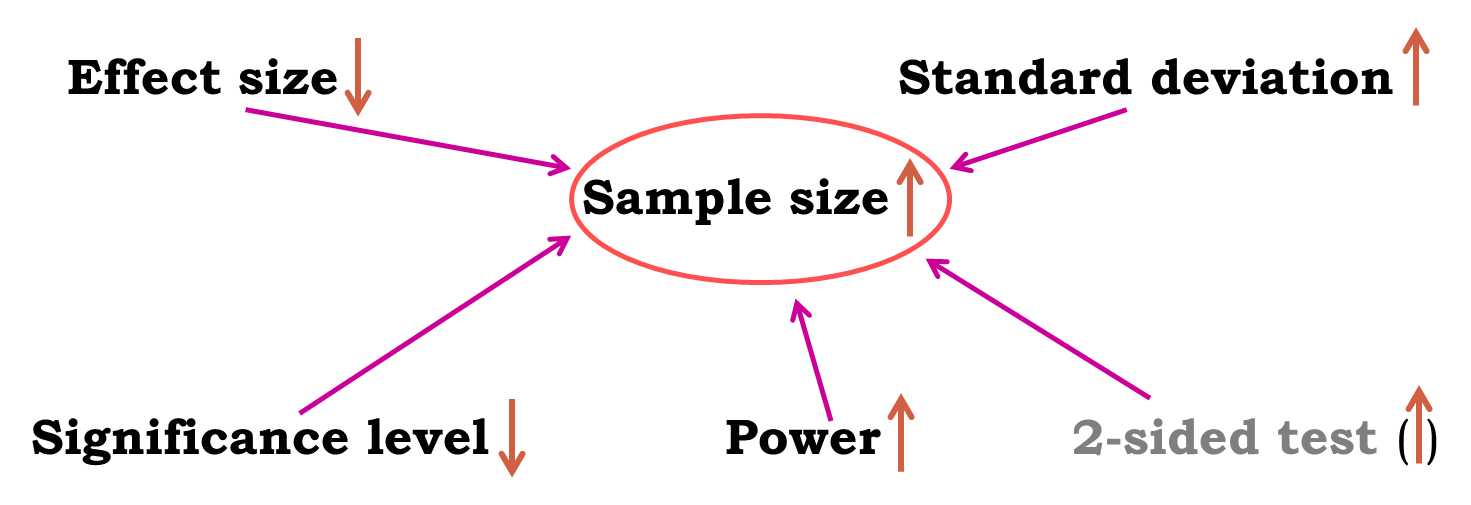 Effect size
Standard deviation
Sample size
Significance level
Power
2-sided test ()